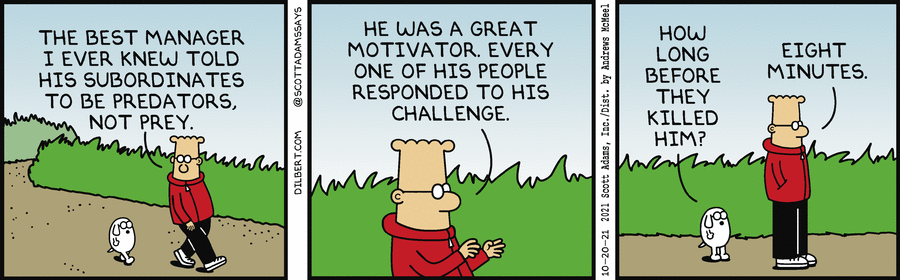 THE BEST MANAGER
I EVER KNEW TOLD
HIS SUBORDINATES
TO BE PREDATORS,
NOT PREY.
DILBERT.COM @SCOTTADAMSSAYS
HE WAS A GREAT
MOTIVATOR. EVERY
ONE OF HIS PEOPLE
RESPONDED TO HIS
CHALLENGE.
10-20-21 2021 Scott Adams, Inc./Dist. by Andrews McMeel
HOW
LONG
BEFORE
THEY
KILLED
HIM?
EIGHT
MINUTES.